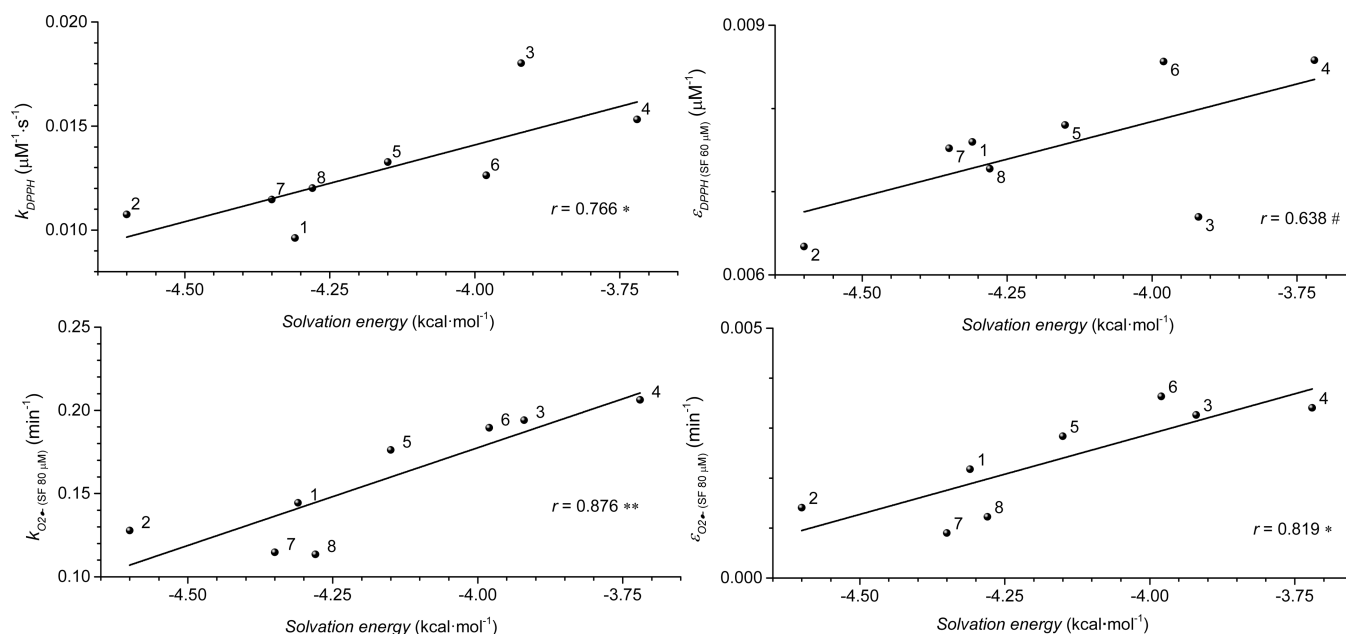 0.020
0.015
0.010
k_DPPH (μM⁻¹·s⁻¹)
2
7
1
8
5
6
3
4
r = 0.766 *
-4.50 -4.25 -4.00 -3.75
Solvation energy (kcal·mol⁻¹)
0.009
0.006
ε_DPPH (SF 60 μM) (μM⁻¹)
2
7
1
8
5
6
3
4
r = 0.638 #
-4.50 -4.25 -4.00 -3.75
Solvation energy (kcal·mol⁻¹)
0.25
0.20
0.15
0.10
k_O2•- (SF 80 μM) (min⁻¹)
2
7
1
8
5
6
3
4
r = 0.876 **
-4.50 -4.25 -4.00 -3.75
Solvation energy (kcal·mol⁻¹)
0.005
0.000
ε_O2•- (SF 80 μM) (min⁻¹)
2
7
1
8
5
6
3
4
r = 0.819 *
-4.50 -4.25 -4.00 -3.75
Solvation energy (kcal·mol⁻¹)